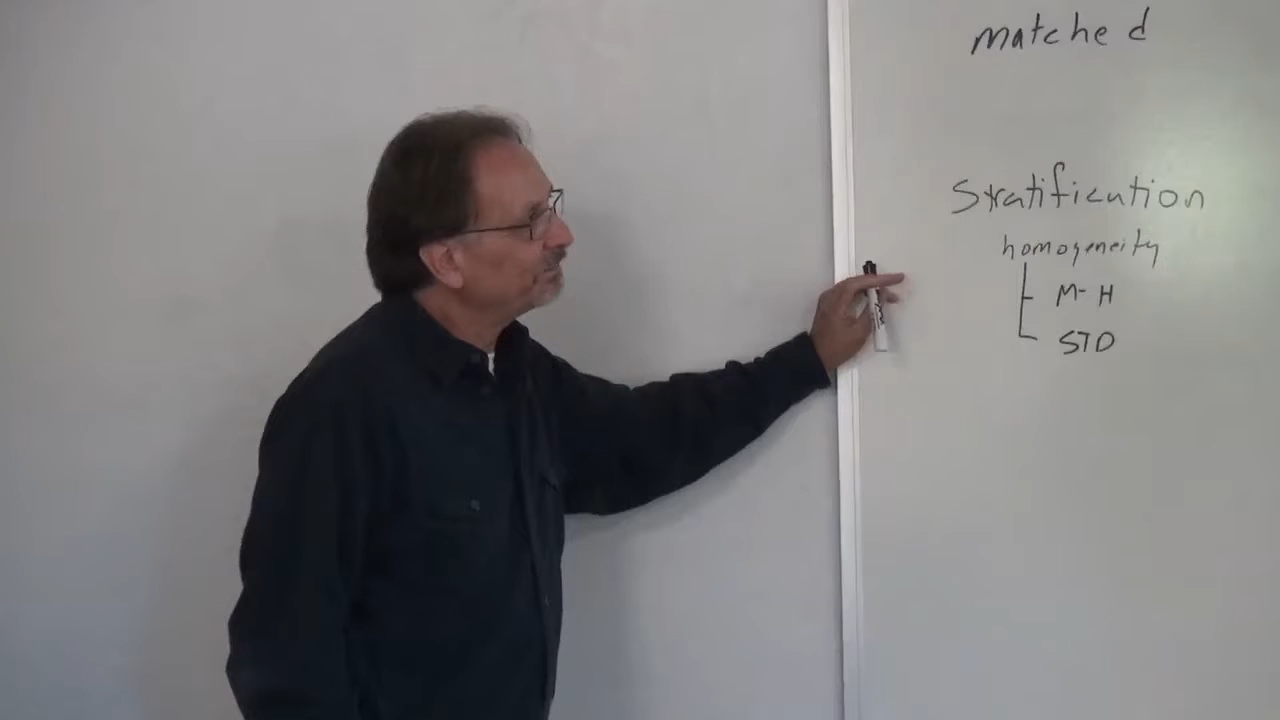 matched
Stratification
homogeneity
M-H
STD